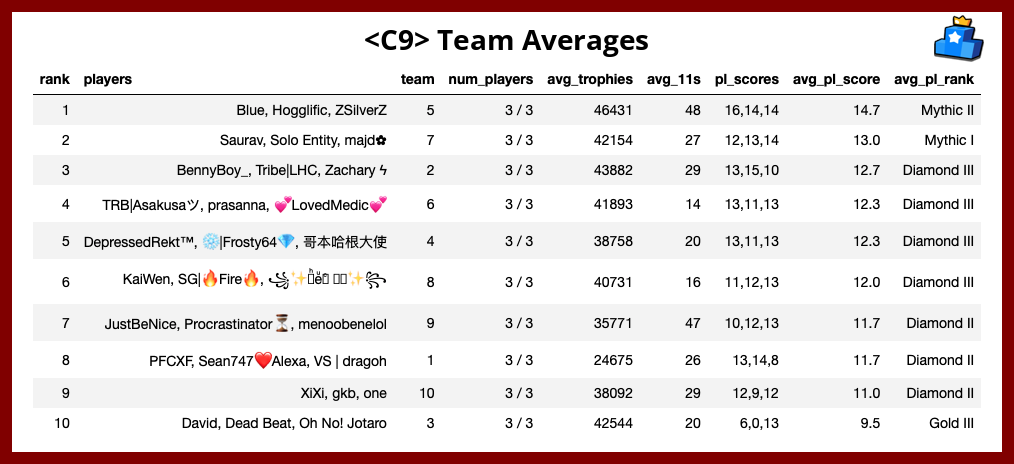 <C9> Team Averages
rank players team num_players avg_trophies avg_11s pl_scores avg_pl_score avg_pl_rank
1 Blue, Hogglific, ZSilverZ 5 3 / 3 46431 48 16,14,14 14.7 Mythic II
2 Saurav, Solo Entity, majd✿ 7 3 / 3 42154 27 12,13,14 13.0 Mythic I
3 BennyBoy_, Tribe|LHC, Zachary ϟ 2 3 / 3 43882 29 13,15,10 12.7 Diamond III
4 TRB|Asakusaツ, prasanna, 💕LovedMedic💕 6 3 / 3 41893 14 13,11,13 12.3 Diamond III
5 DepressedRekt™, ❄️|Frosty64💎, 哥本哈根大使 4 3 / 3 38758 20 13,11,13 12.3 Diamond III
6 KaiWen, SG|🔥Fire🔥, ꧁✨✨꧂ 8 3 / 3 40731 16 11,12,13 12.0 Diamond III
7 JustBeNice, Procrastinator⏳, menoobenelol 9 3 / 3 35771 47 10,12,13 11.7 Diamond II
8 PFCXF, Sean747❤️Alexa, VS | dragoh 1 3 / 3 24675 26 13,14,8 11.7 Diamond II
9 XiXi, gkb, one 10 3 / 3 38092 29 12,9,12 11.0 Diamond II
10 David, Dead Beat, Oh No! Jotaro 3 3 / 3 42544 20 6,0,13 9.5 Gold III